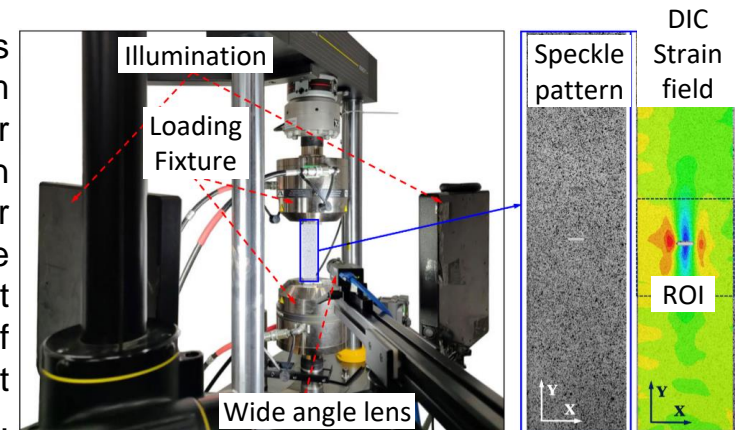 s
n
r
n
r
e
t
f
t
.
Illumination
Loading
Fixture
Wide angle lens
Speckle
pattern
Y
X
DIC
Strain
field
ROI
Y
X